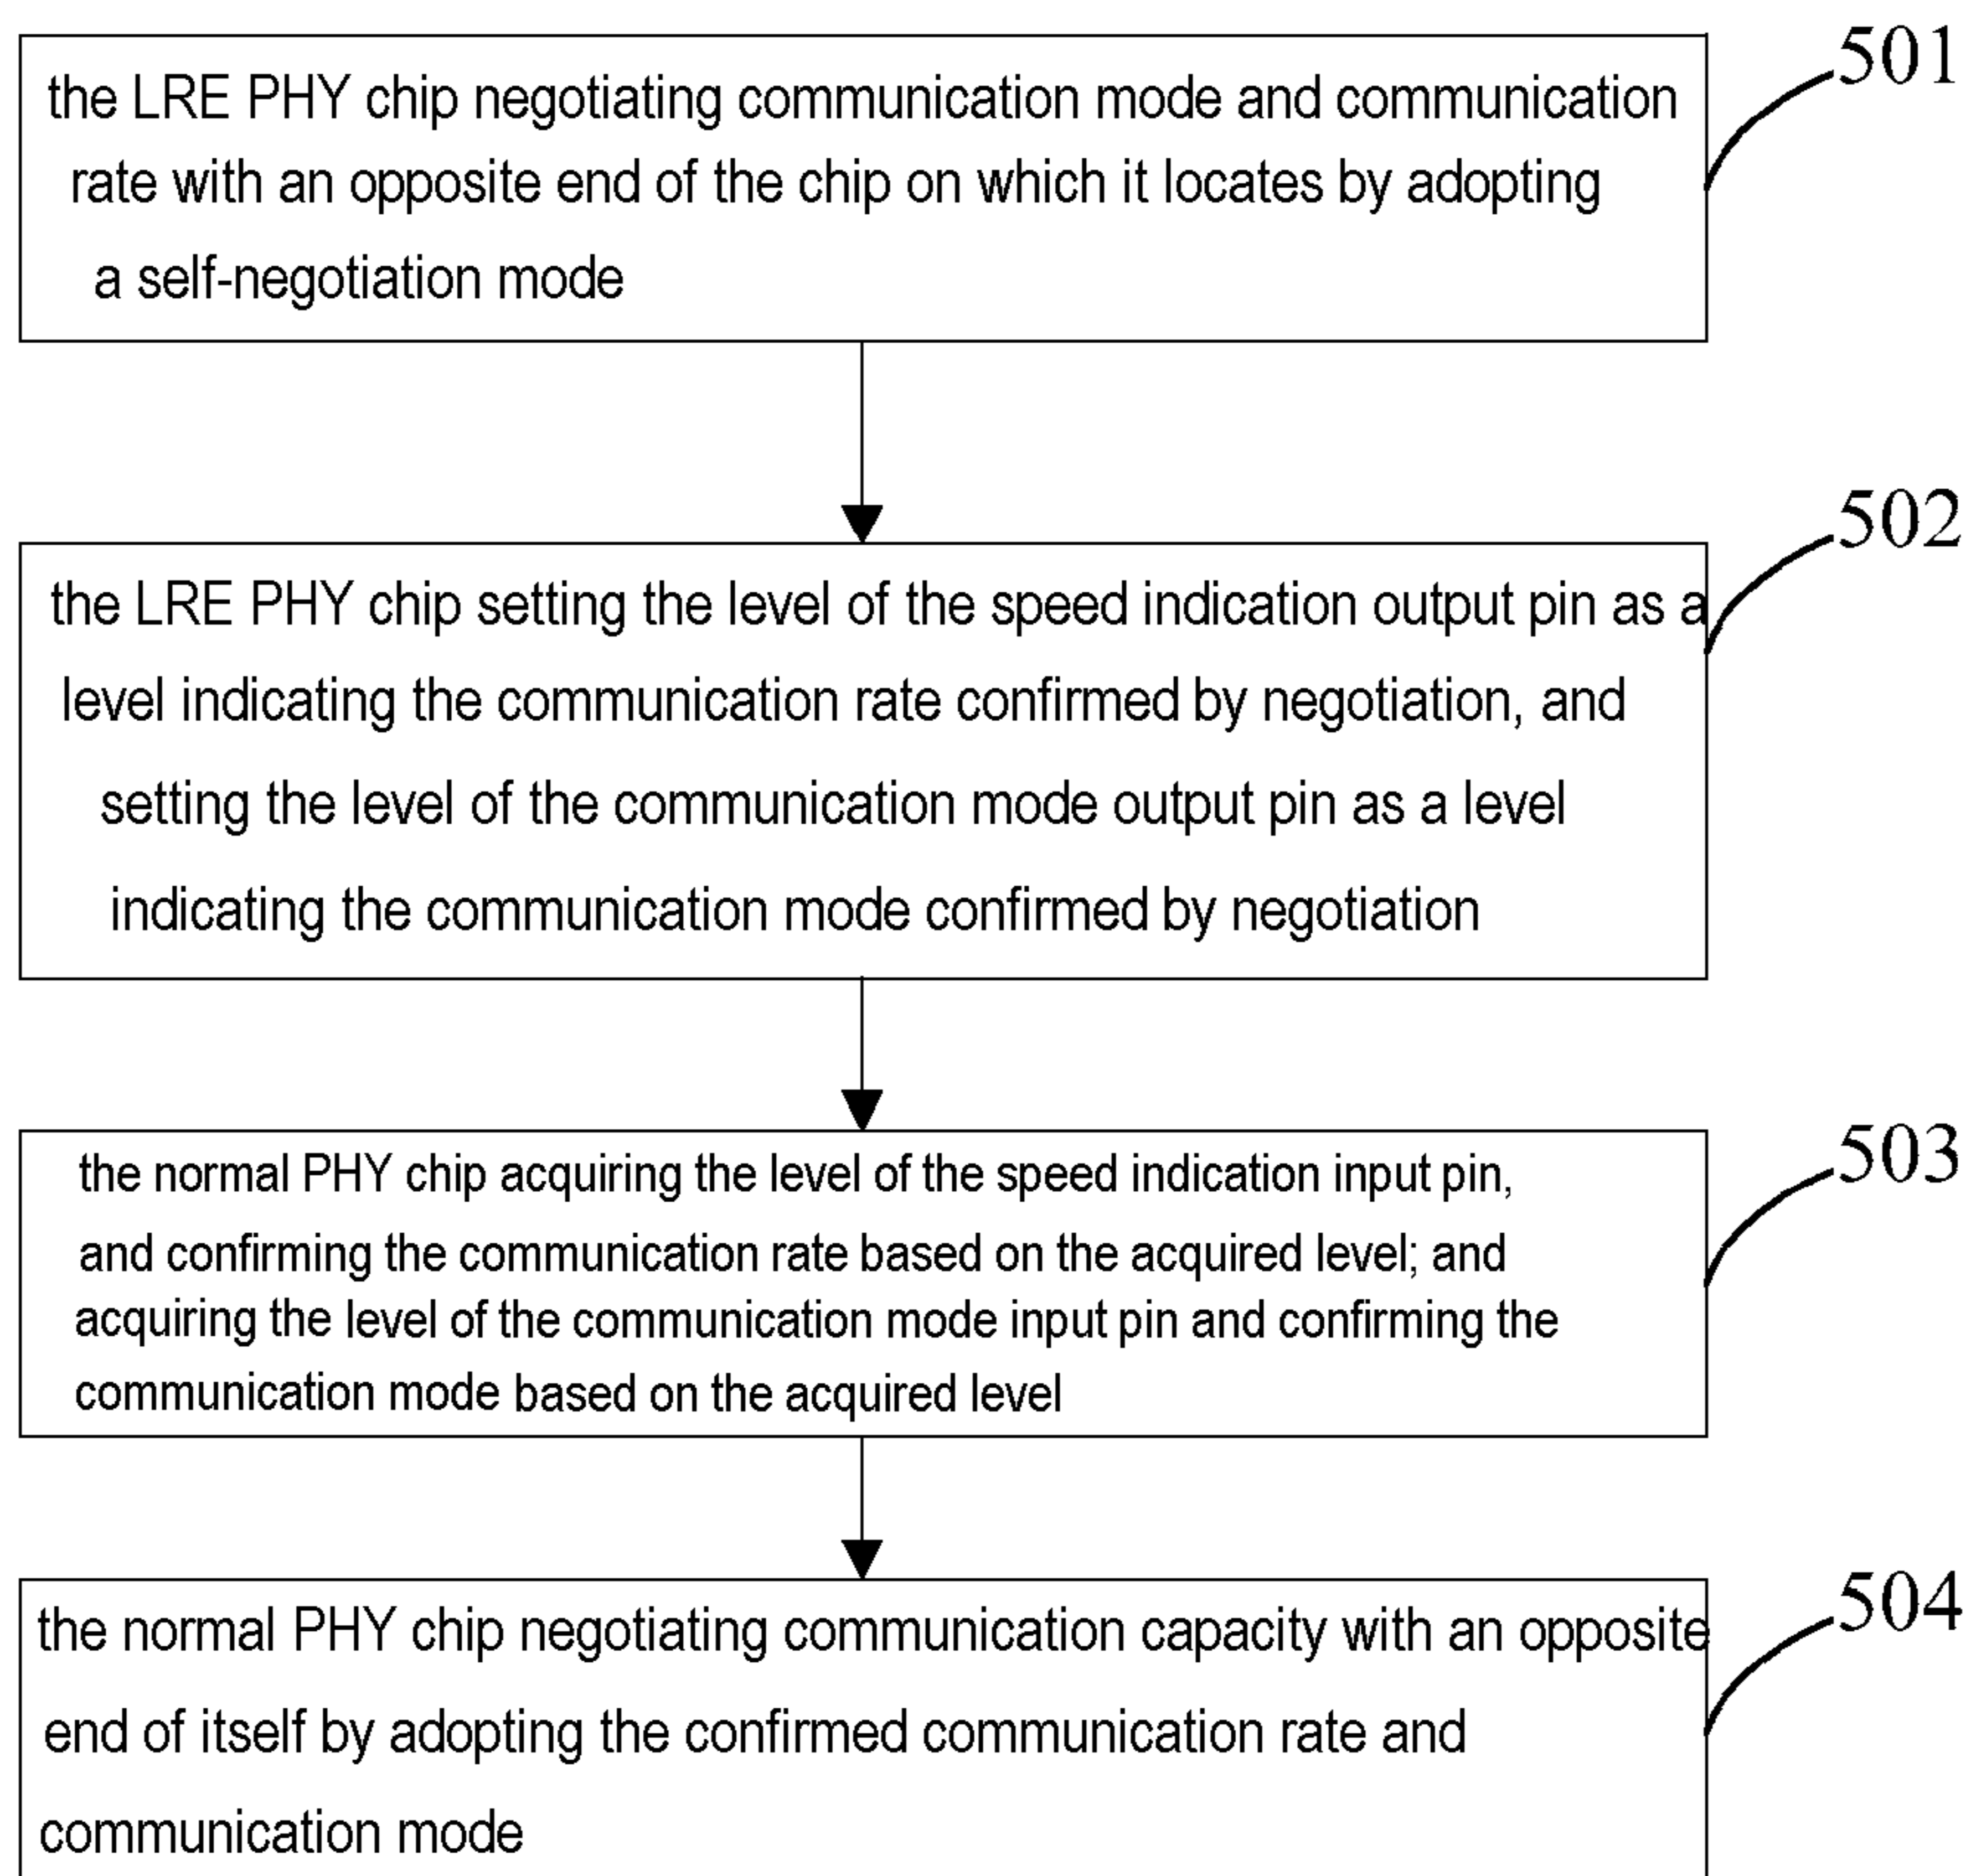 501
the LRE PHY chip negotiating communication mode and communication
rate with an opposite end of the chip on which it locates by adopting
a self-negotiation mode
502
the LRE PHY chip setting the level of the speed indication output pin as a
level indicating the communication rate confirmed by negotiation, and
setting the level of the communication mode output pin as a level
indicating the communication mode confirmed by negotiation
503
the normal PHY chip acquiring the level of the speed indication input pin,
and confirming the communication rate based on the acquired level; and
acquiring the level of the communication mode input pin and confirming the
communication mode based on the acquired level
504
the normal PHY chip negotiating communication capacity with an opposite
end of itself by adopting the confirmed communication rate and
communication mode